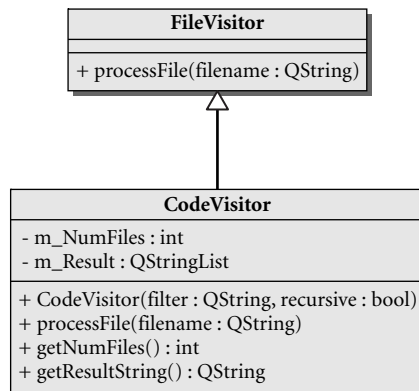 FileVisitor
+ processFile(filename : QString)
CodeVisitor
- m_NumFiles : int
- m_Result : QStringList
+ CodeVisitor(filter : QString, recursive : bool)
+ processFile(filename : QString)
+ getNumFiles() : int
+ getResultString() : QString